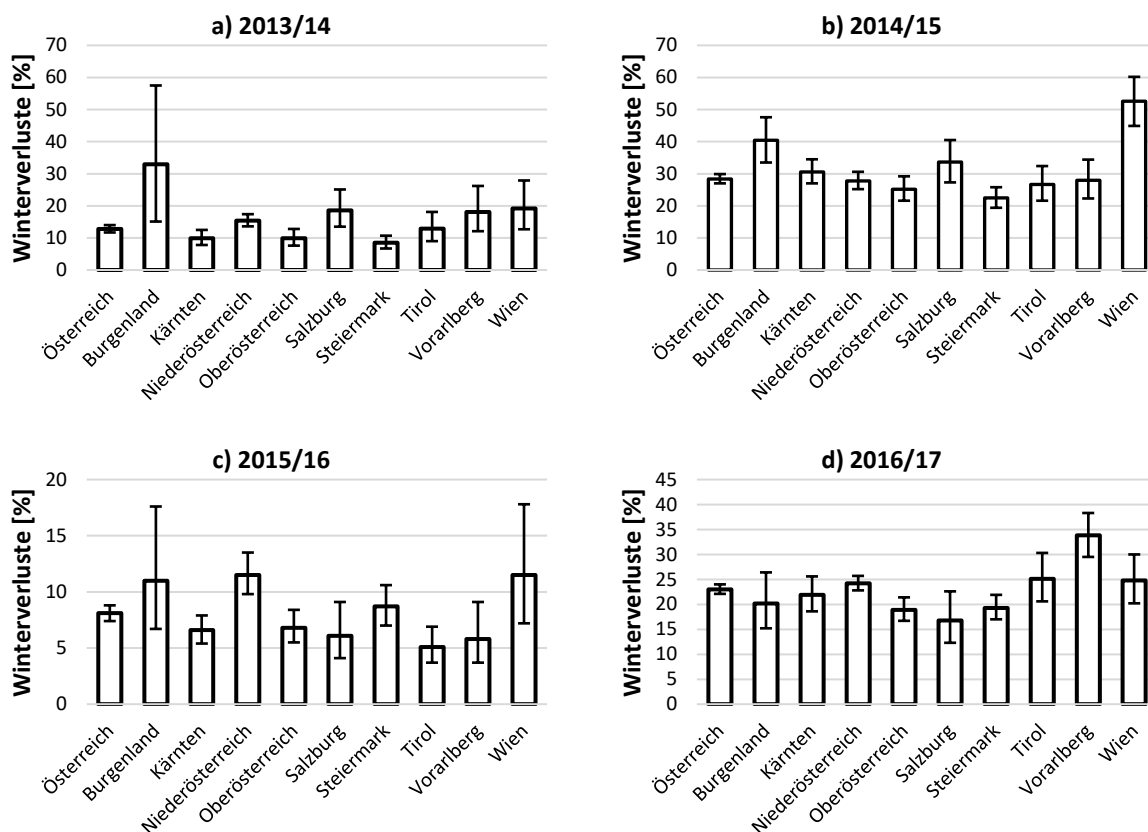 a) 2013/14
Winterverluste [%]
70
60
50
40
30
20
10
0
Österreich
Burgenland
Kärnten
Niederösterreich
Oberösterreich
Salzburg
Steiermark
Tirol
Vorarlberg
Wien
b) 2014/15
Winterverluste [%]
70
60
50
40
30
20
10
0
Österreich
Burgenland
Kärnten
Niederösterreich
Oberösterreich
Salzburg
Steiermark
Tirol
Vorarlberg
Wien
c) 2015/16
Winterverluste [%]
20
15
10
5
0
Österreich
Burgenland
Kärnten
Niederösterreich
Oberösterreich
Salzburg
Steiermark
Tirol
Vorarlberg
Wien
d) 2016/17
Winterverluste [%]
45
40
35
30
25
20
15
10
5
0
Österreich
Burgenland
Kärnten
Niederösterreich
Oberösterreich
Salzburg
Steiermark
Tirol
Vorarlberg
Wien